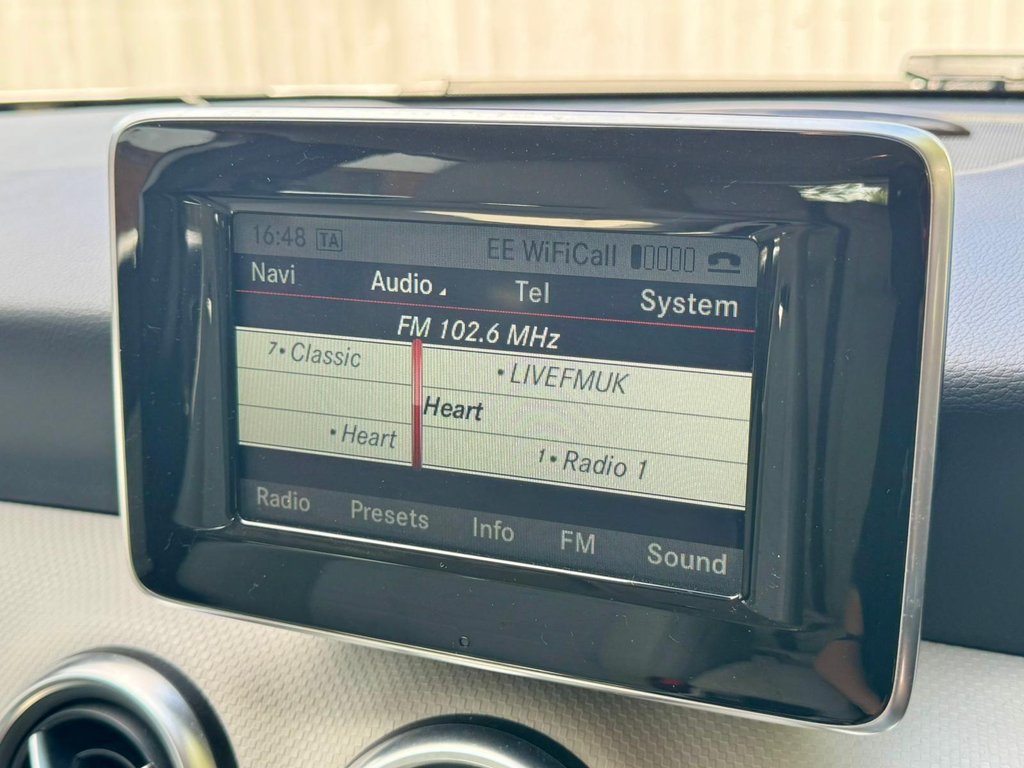 16:48 TA EE WiFiCall
Navi Audio Tel System
FM 102.6 MHz
7• Classic • LIVEFMUK
Heart
• Heart 1• Radio 1
Radio Presets Info FM Sound